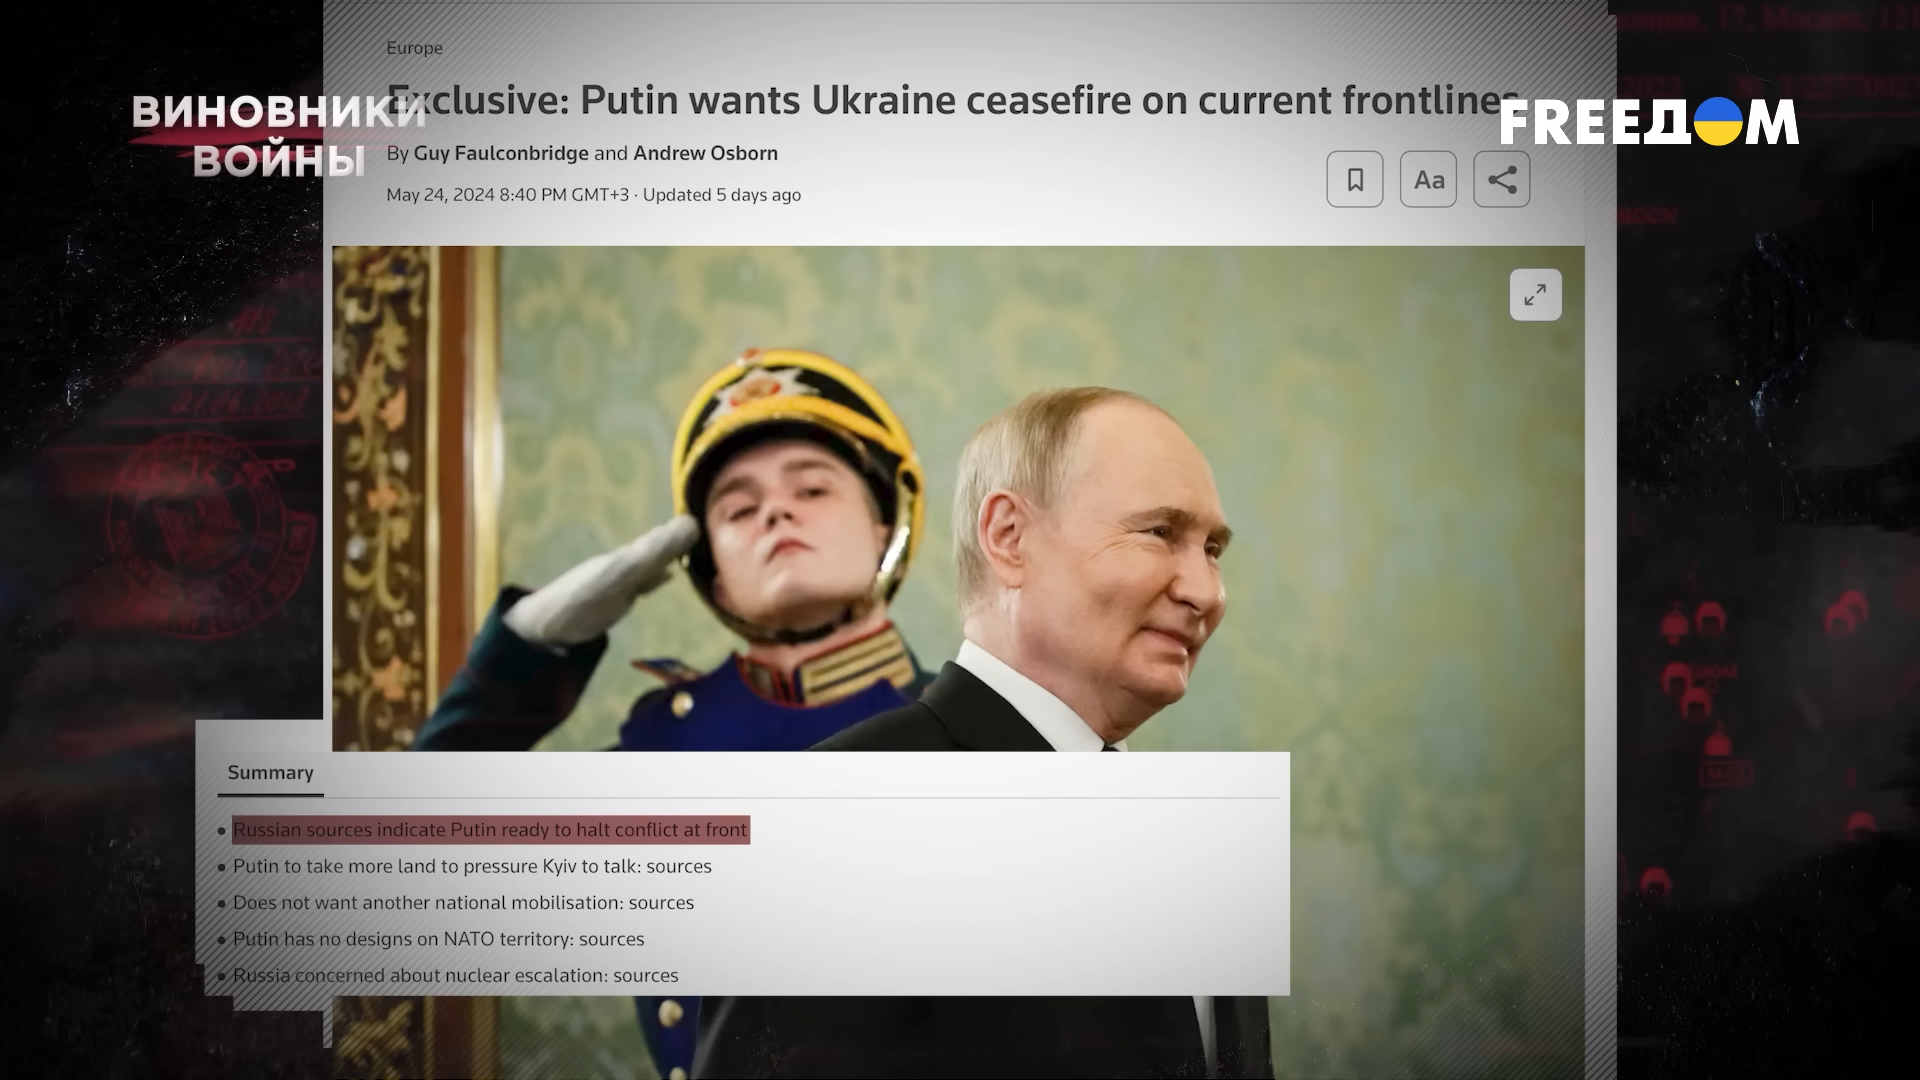 Europe
Exclusive: Putin wants Ukraine ceasefire on current frontlines
ВИНОВНИКИ
ВОЙНЫ
FREEДOM
By Guy Faulconbridge and Andrew Osborn
May 24, 2024 8:40 PM GMT+3 · Updated 5 days ago
Aa
Summary
• Russian sources indicate Putin ready to halt conflict at front
• Putin to take more land to pressure Kyiv to talk: sources
• Does not want another national mobilisation: sources
• Putin has no designs on NATO territory: sources
• Russia concerned about nuclear escalation: sources